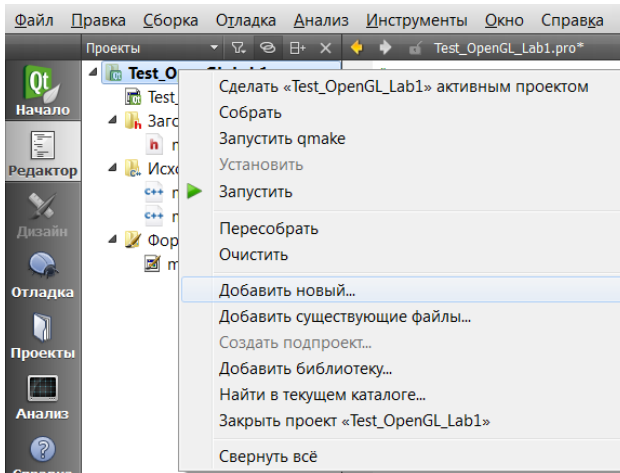 Файл Правка Сборка Отладка Анализ Инструменты Окно Справка
Проекты
Test_OpenGL_Lab1.pro*
Начало
Редактор
Дизайн
Отладка
Проекты
Анализ
Сделать «Test_OpenGL_Lab1» активным проектом
Собрать
Запустить qmake
Установить
Запустить
Пересобрать
Очистить
Добавить новый...
Добавить существующие файлы...
Создать подпроект...
Добавить библиотеку...
Найти в текущем каталоге...
Закрыть проект «Test_OpenGL_Lab1»
Свернуть всё